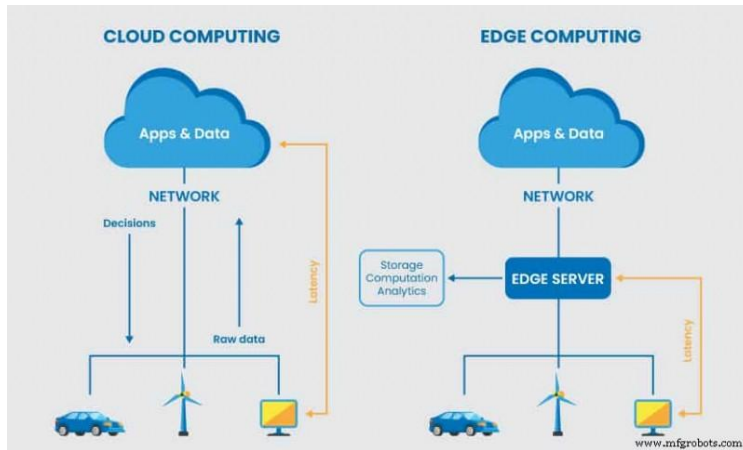 CLOUD COMPUTING
Apps & Data
NETWORK
Decisions
Raw data
Latency
EDGE COMPUTING
Apps & Data
NETWORK
Storage
Computation
Analytics
EDGE SERVER
Latency
www.mfgrobots.com